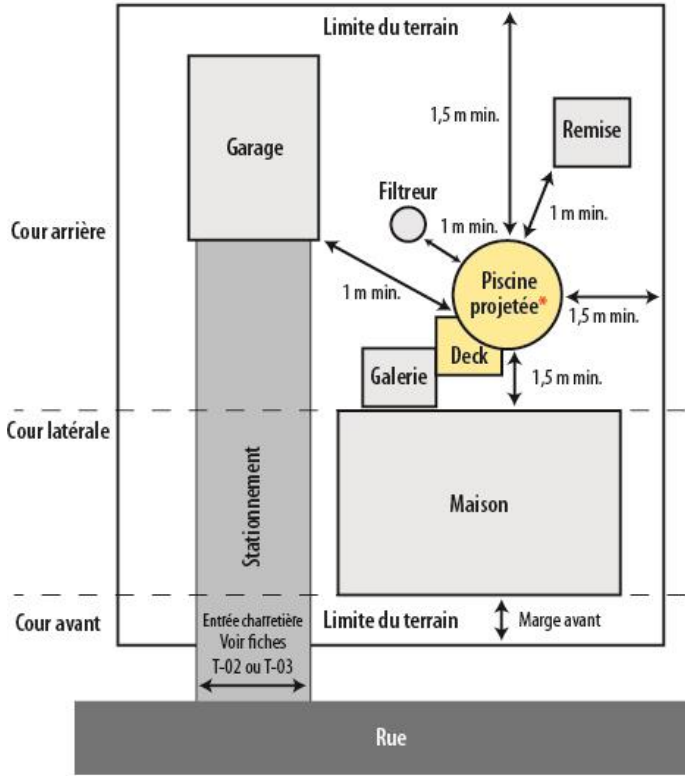 Limite du terrain
1,5 m min.
Remise
Garage
Filtreur
1 m min.
1 m min.
Cour arrière
1 m min.
Piscine
projetée*
1,5 m min.
Deck
Galerie
1,5 m min.
Cour latérale
Stationnement
Maison
Cour avant
Entrée charretière
Voir fiches
T-02 ou T-03
Limite du terrain
Marge avant
Rue